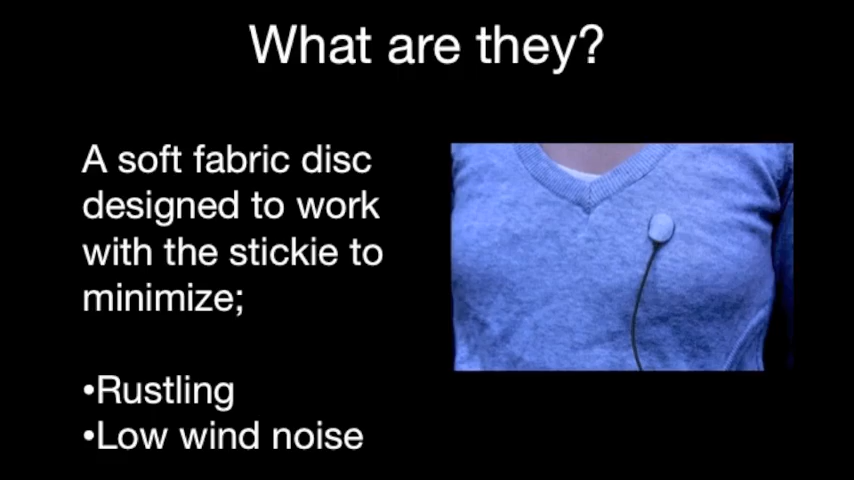 What are they?
A soft fabric disc
designed to work
with the stickie to
minimize;
•Rustling
•Low wind noise